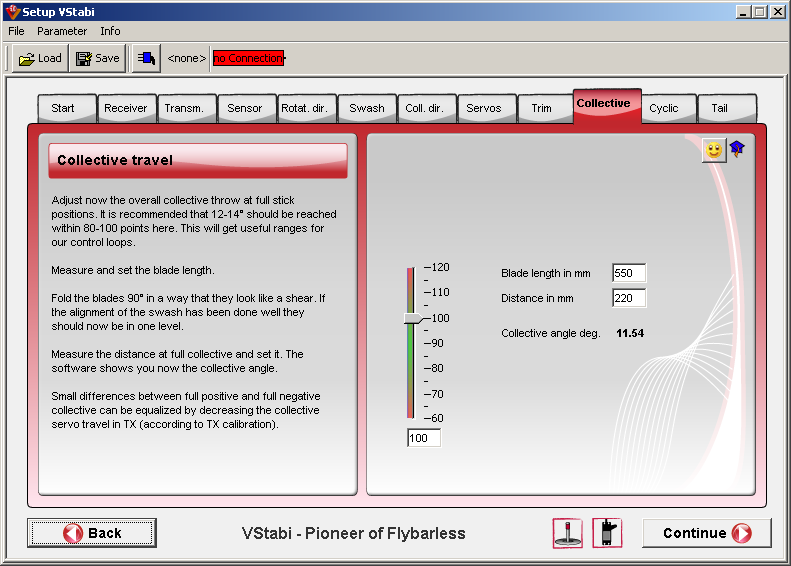 Setup VStabi
File Parameter Info
Load Save <none> no Connection
Start Receiver Transm. Sensor Rotat. dir. Swash Coll. dir. Servos Trim Collective Cyclic Tail
Collective travel
Adjust now the overall collective throw at full stick
positions. It is recommended that 12-14° should be reached
within 80-100 points here. This will get useful ranges for
our control loops.
Measure and set the blade length.
Fold the blades 90° in a way that they look like a shear. If
the alignment of the swash has been done well they
should now be in one level.
Measure the distance at full collective and set it. The
software shows you now the collective angle.
Small differences between full positive and full negative
collective can be equalized by decreasing the collective
servo travel in TX (according to TX calibration).
120
110
100
90
80
70
60
100
Blade length in mm 550
Distance in mm 220
Collective angle deg. 11.54
Back VStabi - Pioneer of Flybarless Continue